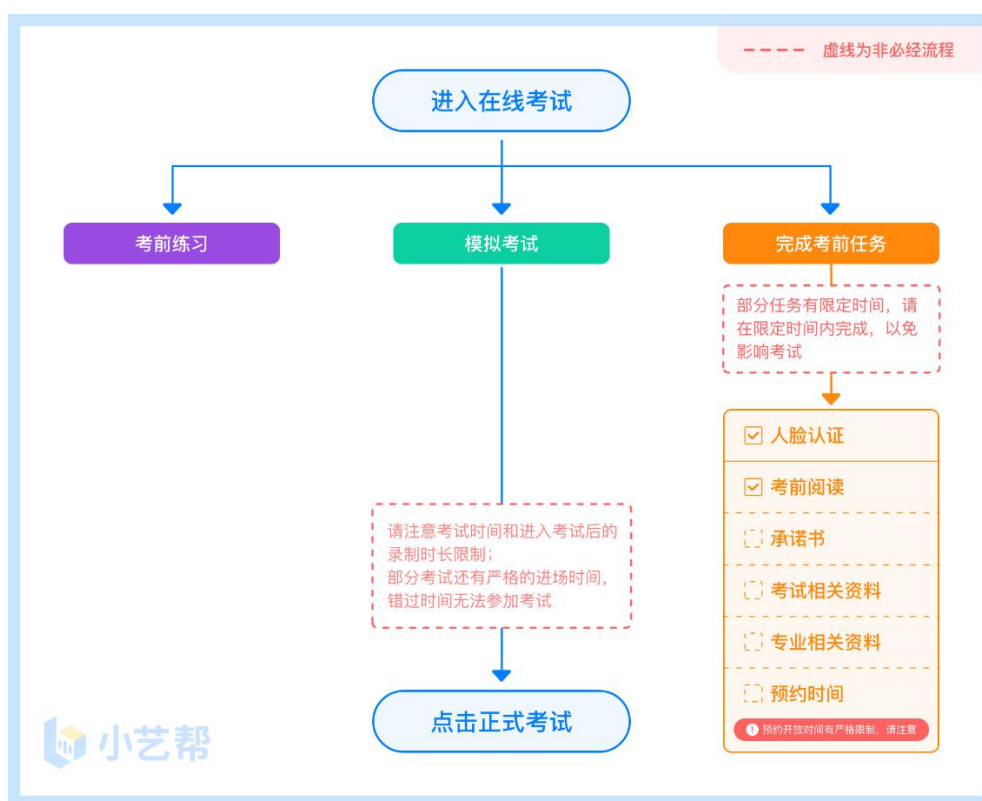 虚线为非必经流程
进入在线考试
考前练习
模拟考试
完成考前任务
部分任务有限定时间，请
在限定时间内完成，以免
影响考试
人脸认证
考前阅读
承诺书
考试相关资料
专业相关资料
预约时间
预约开放时间有严格限制，请注意
请注意考试时间和进入考试后的
录制时长限制；
部分考试还有严格的进场时间，
错过时间无法参加考试
点击正式考试
小艺帮